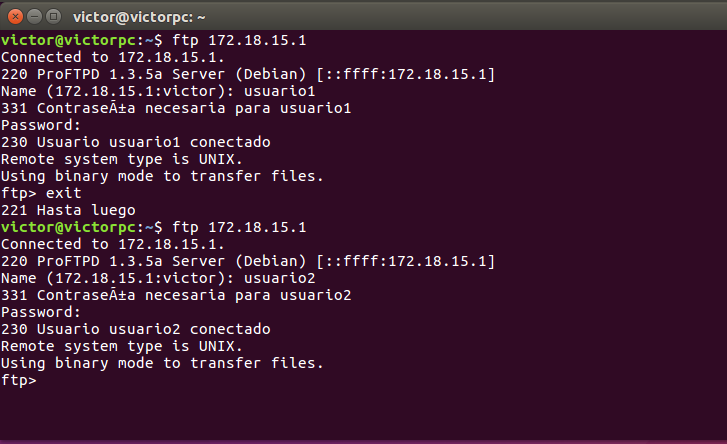 victor@victorpc: ~
victor@victorpc:~$ ftp 172.18.15.1
Connected to 172.18.15.1.
220 ProFTPD 1.3.5a Server (Debian) [::ffff:172.18.15.1]
Name (172.18.15.1:victor): usuario1
331 ContraseÃ±a necesaria para usuario1
Password:
230 Usuario usuario1 conectado
Remote system type is UNIX.
Using binary mode to transfer files.
ftp> exit
221 Hasta luego
victor@victorpc:~$ ftp 172.18.15.1
Connected to 172.18.15.1.
220 ProFTPD 1.3.5a Server (Debian) [::ffff:172.18.15.1]
Name (172.18.15.1:victor): usuario2
331 ContraseÃ±a necesaria para usuario2
Password:
230 Usuario usuario2 conectado
Remote system type is UNIX.
Using binary mode to transfer files.
ftp>